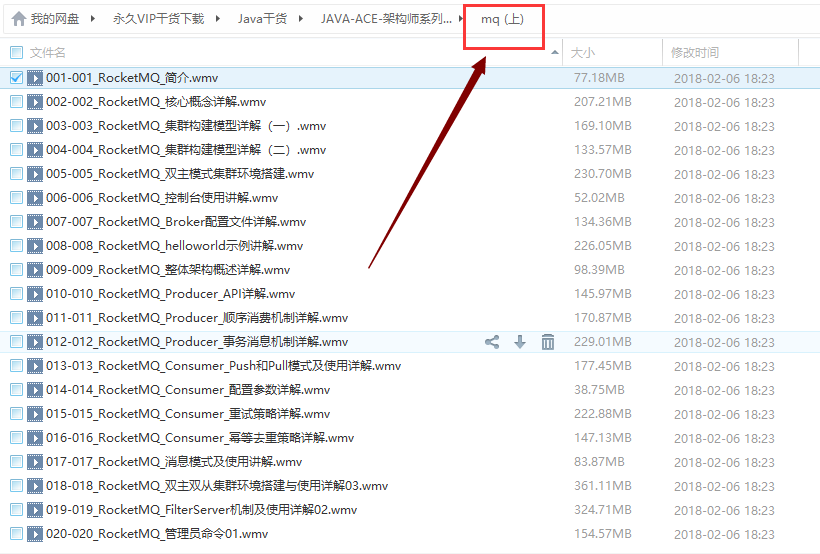 我的网盘 永久VIP干货下载 Java干货 JAVA-ACE-架构师系列... mq (上)
文件名 大小 修改时间
001-001_RocketMQ_简介.wmv 77.18MB 2018-02-06 18:23
002-002_RocketMQ_核心概念详解.wmv 207.21MB 2018-02-06 18:23
003-003_RocketMQ_集群构建模型详解（一）.wmv 169.10MB 2018-02-06 18:23
004-004_RocketMQ_集群构建模型详解（二）.wmv 133.57MB 2018-02-06 18:23
005-005_RocketMQ_双主模式集群环境搭建.wmv 230.70MB 2018-02-06 18:23
006-006_RocketMQ_控制台使用讲解.wmv 52.02MB 2018-02-06 18:23
007-007_RocketMQ_Broker配置文件详解.wmv 134.36MB 2018-02-06 18:23
008-008_RocketMQ_helloworld示例讲解.wmv 226.05MB 2018-02-06 18:23
009-009_RocketMQ_整体架构概述详解.wmv 98.39MB 2018-02-06 18:23
010-010_RocketMQ_Producer_API详解.wmv 145.97MB 2018-02-06 18:23
011-011_RocketMQ_Producer_顺序消费机制详解.wmv 170.87MB 2018-02-06 18:23
012-012_RocketMQ_Producer_事务消息机制详解.wmv 229.01MB 2018-02-06 18:23
013-013_RocketMQ_Consumer_Push和Pull模式及使用详解.wmv 177.45MB 2018-02-06 18:23
014-014_RocketMQ_Consumer_配置参数详解.wmv 38.75MB 2018-02-06 18:23
015-015_RocketMQ_Consumer_重试策略详解.wmv 222.88MB 2018-02-06 18:23
016-016_RocketMQ_Consumer_幂等去重策略详解.wmv 147.13MB 2018-02-06 18:23
017-017_RocketMQ_消息模式及使用讲解.wmv 83.87MB 2018-02-06 18:23
018-018_RocketMQ_双主双从集群环境搭建与使用详解03.wmv 361.11MB 2018-02-06 18:23
019-019_RocketMQ_FilterServer机制及使用详解02.wmv 324.71MB 2018-02-06 18:23
020-020_RocketMQ_管理员命令01.wmv 154.57MB 2018-02-06 18:23